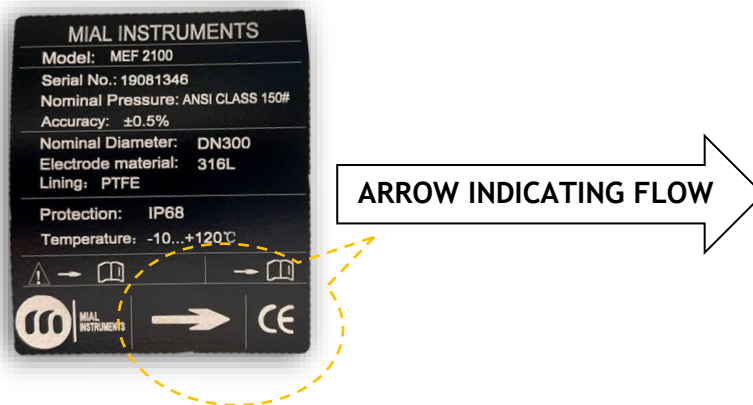 MIAL INSTRUMENTS
Model: MEF 2100
Serial No.: 19081346
Nominal Pressure: ANSI CLASS 150#
Accuracy: ±0.5%
Nominal Diameter: DN300
Electrode material: 316L
Lining: PTFE
Protection: IP68
Temperature: -10...+120℃
MIAL
INSTRUMENTS
CE
ARROW INDICATING FLOW